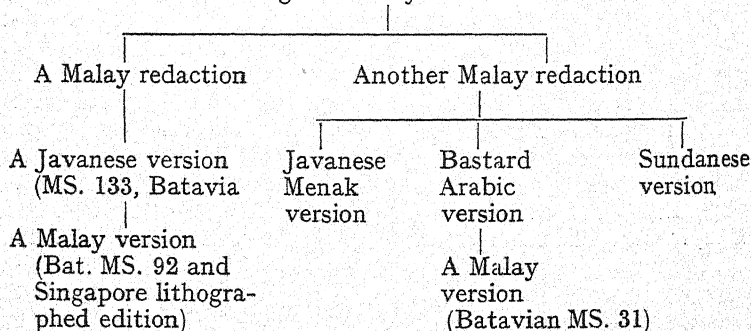 A Malay redaction Another Malay redaction
A Javanese version Javanese Bastard Sundanese
(MS. 133, Batavia Menak Arabic version
version version
A Malay version
(Bat. MS. 92 and A Malay
Singapore lithogra- version
phed edition) (Batavian MS. 31)